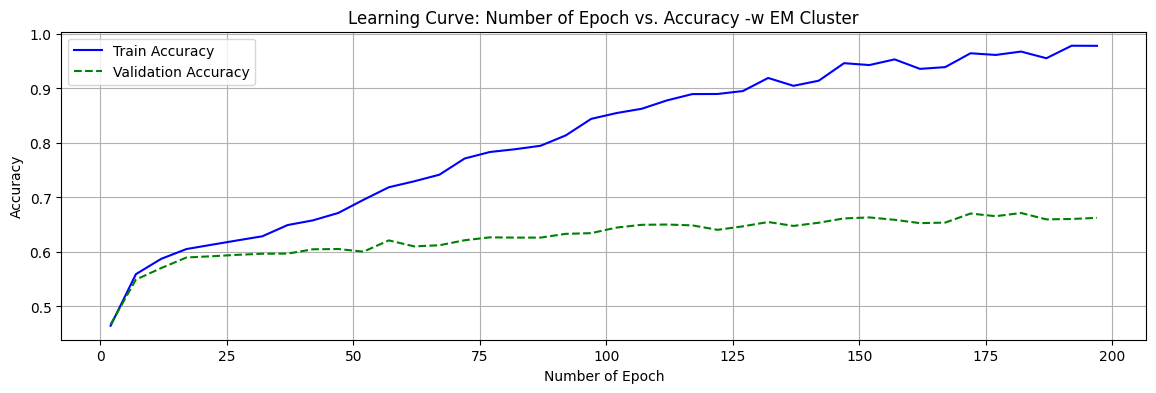 Learning Curve: Number of Epoch vs. Accuracy -w EM Cluster
Train Accuracy
Validation Accuracy
Accuracy
1.0
0.9
0.8
0.7
0.6
0.5
0 25 50 75 100 125 150 175 200
Number of Epoch